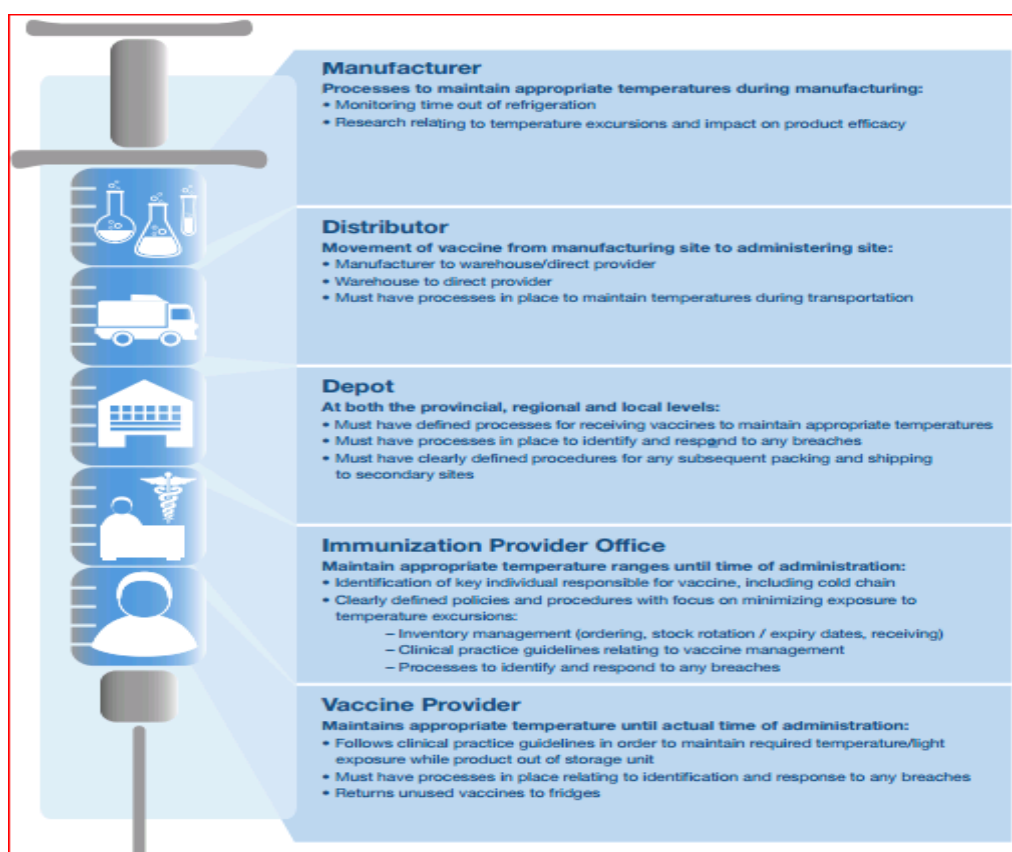 Manufacturer
Processes to maintain appropriate temperatures during manufacturing:
• Monitoring time out of refrigeration
• Research relating to temperature excursions and impact on product efficacy
Distributor
Movement of vaccine from manufacturing site to administering site:
• Manufacturer to warehouse/direct provider
• Warehouse to direct provider
• Must have processes in place to maintain temperatures during transportation
Depot
At both the provincial, regional and local levels:
• Must have defined processes for receiving vaccines to maintain appropriate temperatures
• Must have processes in place to identify and respond to any breaches
• Must have clearly defined procedures for any subsequent packing and shipping
to secondary sites
Immunization Provider Office
Maintain appropriate temperature ranges until time of administration:
• Identification of key individual responsible for vaccine, including cold chain
• Clearly defined policies and procedures with focus on minimizing exposure to
temperature excursions:
– Inventory management (ordering, stock rotation / expiry dates, receiving)
– Clinical practice guidelines relating to vaccine management
– Processes to identify and respond to any breaches
Vaccine Provider
Maintains appropriate temperature until actual time of administration:
• Follows clinical practice guidelines in order to maintain required temperature/light
exposure while product out of storage unit
• Must have processes in place relating to identification and response to any breaches
• Returns unused vaccines to fridges